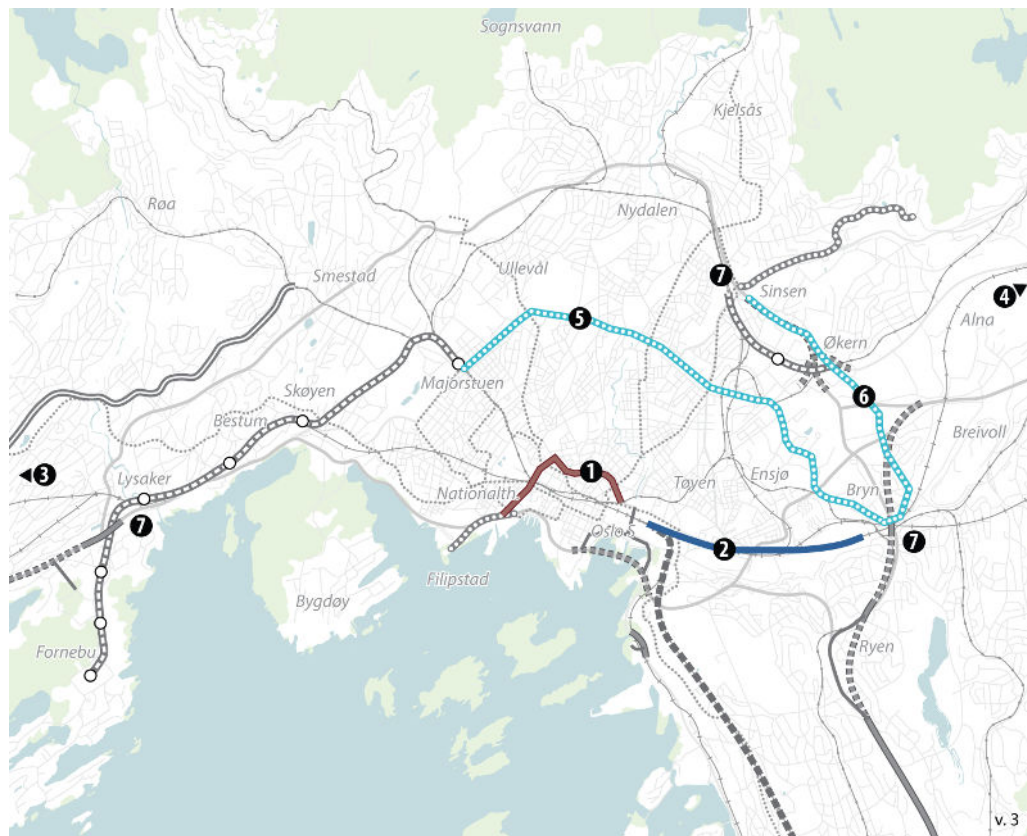 Sognsvann
Kjelsås
Røa
Nydalen
Ullevål
Smestad
7
Sinsen
4
Alna
5
Økern
Majorstuen
Skøyen
6
Bestum
Breivoll
1
3
Lysaker
Nationalth
Tøyen
Ensjø
Bryn
7
Oslo S
2
7
Filipstad
Bygdøy
Fornebu
Ryen
v. 3